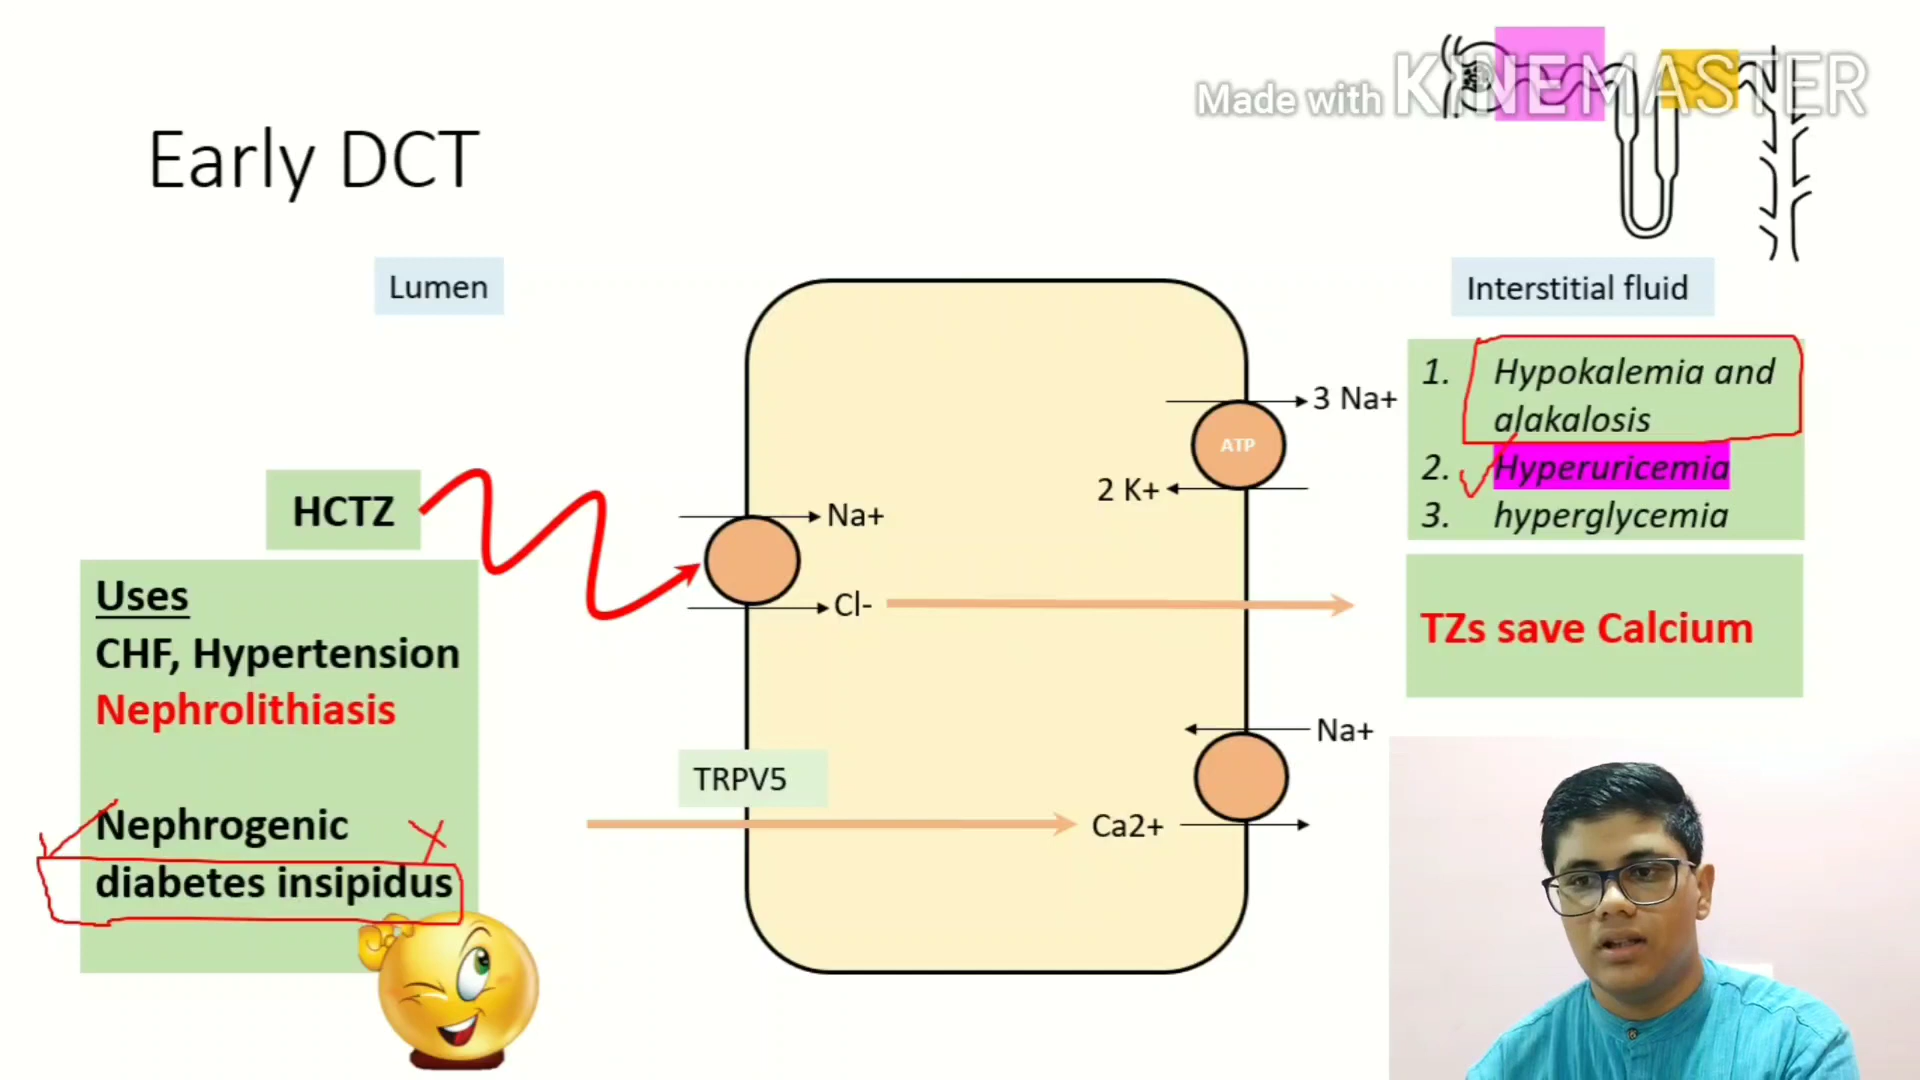 Made with KINEMASTER
Early DCT
Lumen
Interstitial fluid
1. Hypokalemia and
alakalosis
2. Hyperuricemia
3. hyperglycemia
3 Na+
ATP
2 K+
HCTZ
Na+
Cl-
Uses
CHF, Hypertension
Nephrolithiasis
Nephrogenic
diabetes insipidus
TZs save Calcium
Na+
TRPV5
Ca2+